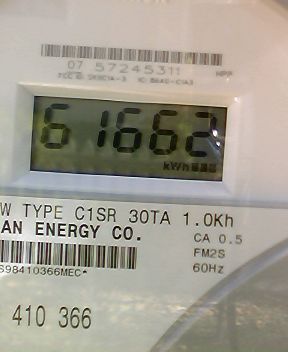 07 57245311
61662
kWh
W TYPE C1SR 30TA 1.0Kh
AN ENERGY CO.
CA 0.5
FM2S
60Hz
S98410366MEC*
410 366